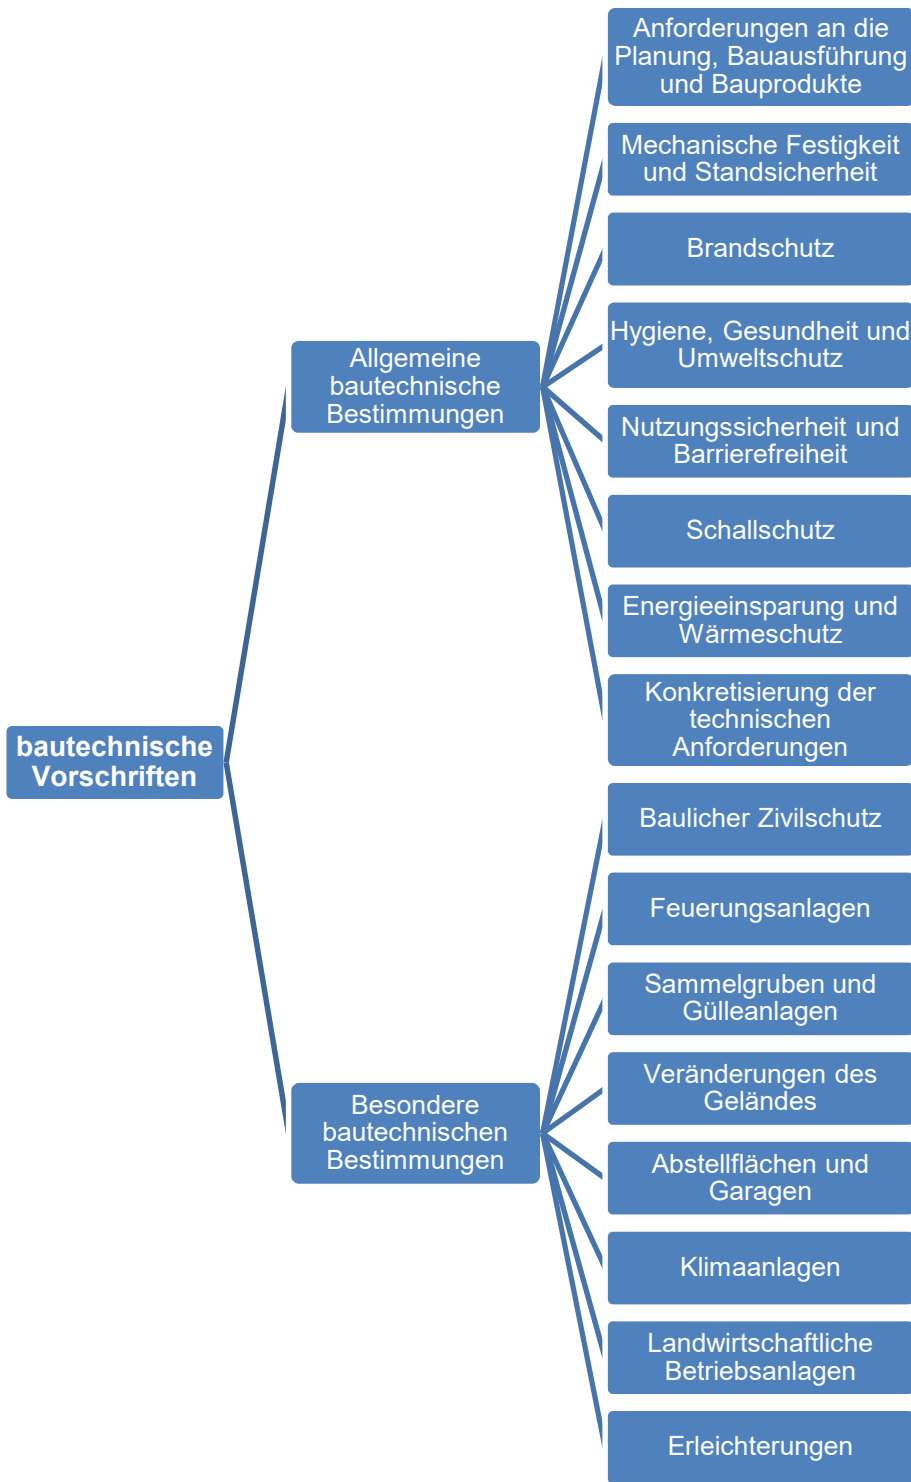 bautechnische
Vorschriften
Allgemeine
bautechnische
Bestimmungen
Anforderungen an die
Planung, Bauausführung
und Bauprodukte
Mechanische Festigkeit
und Standsicherheit
Brandschutz
Hygiene, Gesundheit und
Umweltschutz
Nutzungssicherheit und
Barrierefreiheit
Schallschutz
Energieeinsparung und
Wärmeschutz
Konkretisierung der
technischen
Anforderungen
Besondere
bautechnischen
Bestimmungen
Baulicher Zivilschutz
Feuerungsanlagen
Sammelgruben und
Gülleanlagen
Veränderungen des
Geländes
Abstellflächen und
Garagen
Klimaanlagen
Landwirtschaftliche
Betriebsanlagen
Erleichterungen